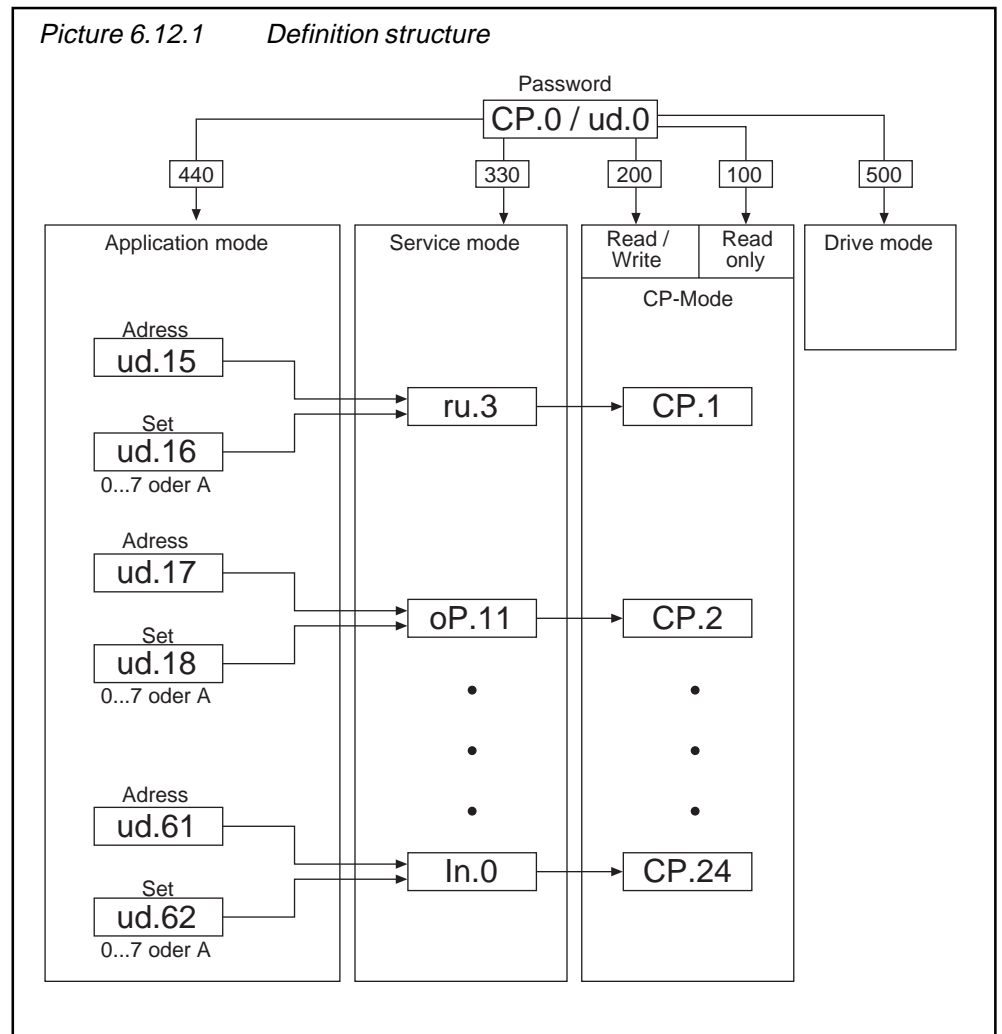 Picture 6.12.1 Definition structure
Password
CP.0 / ud.0
440
330
200
100
500
Application mode
Service mode
Read /
Write
Read
only
Drive mode
CP-Mode
Adress
ud.15
Set
ud.16
0...7 oder A
ru.3
CP.1
Adress
ud.17
Set
ud.18
0...7 oder A
oP.11
CP.2
Adress
ud.61
Set
ud.62
0...7 oder A
In.0
CP.24